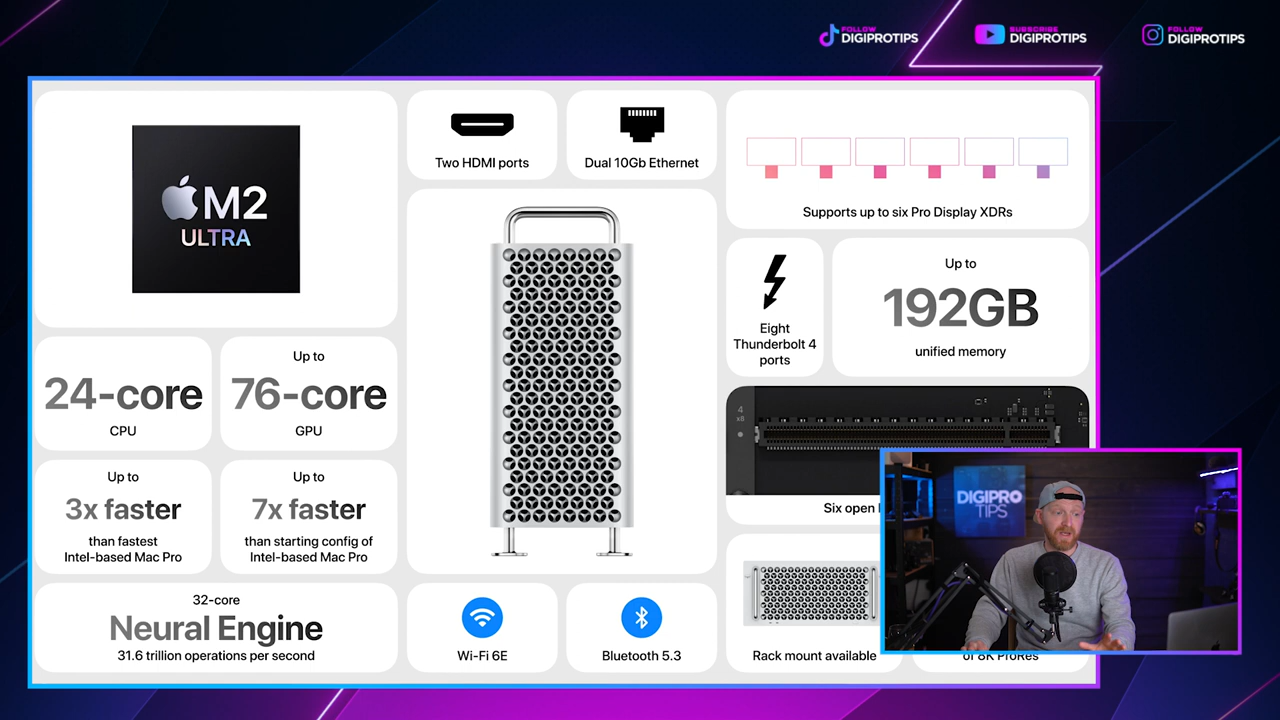 FOLLOW
DIGIPROTIPS
SUBSCRIBE
DIGIPROTIPS
FOLLOW
DIGIPROTIPS
M2
ULTRA
Two HDMI ports
Dual 10Gb Ethernet
Supports up to six Pro Display XDRs
24-core
CPU
Up to
76-core
GPU
Up to
3x faster
than fastest
Intel-based Mac Pro
Up to
7x faster
than starting config of
Intel-based Mac Pro
32-core
Neural Engine
31.6 trillion operations per second
Wi-Fi 6E
Bluetooth 5.3
Eight
Thunderbolt 4
ports
Up to
192GB
unified memory
4
x8
Six open
Rack mount available
of 8K ProRes
DIGIPRO
TIPS